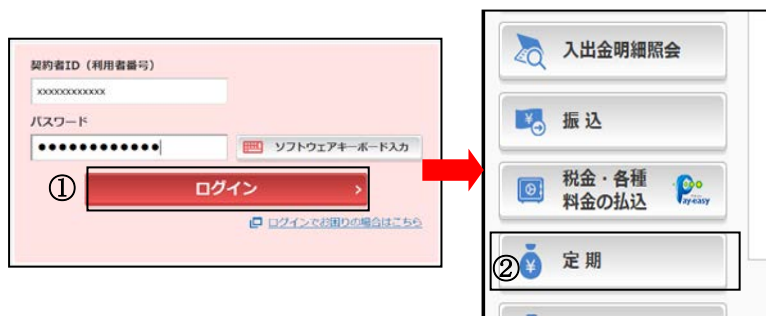 契約者ID(利用者番号)
xxxxxxxxxxxx
パスワード
●●●●●●●●●●●●
ソフトウェアキーボード入力
① ログイン >
ログインでお困りの場合はこちら
入出金明細照会
振込
税金・各種
料金の払込
Pay-easy
② 定期